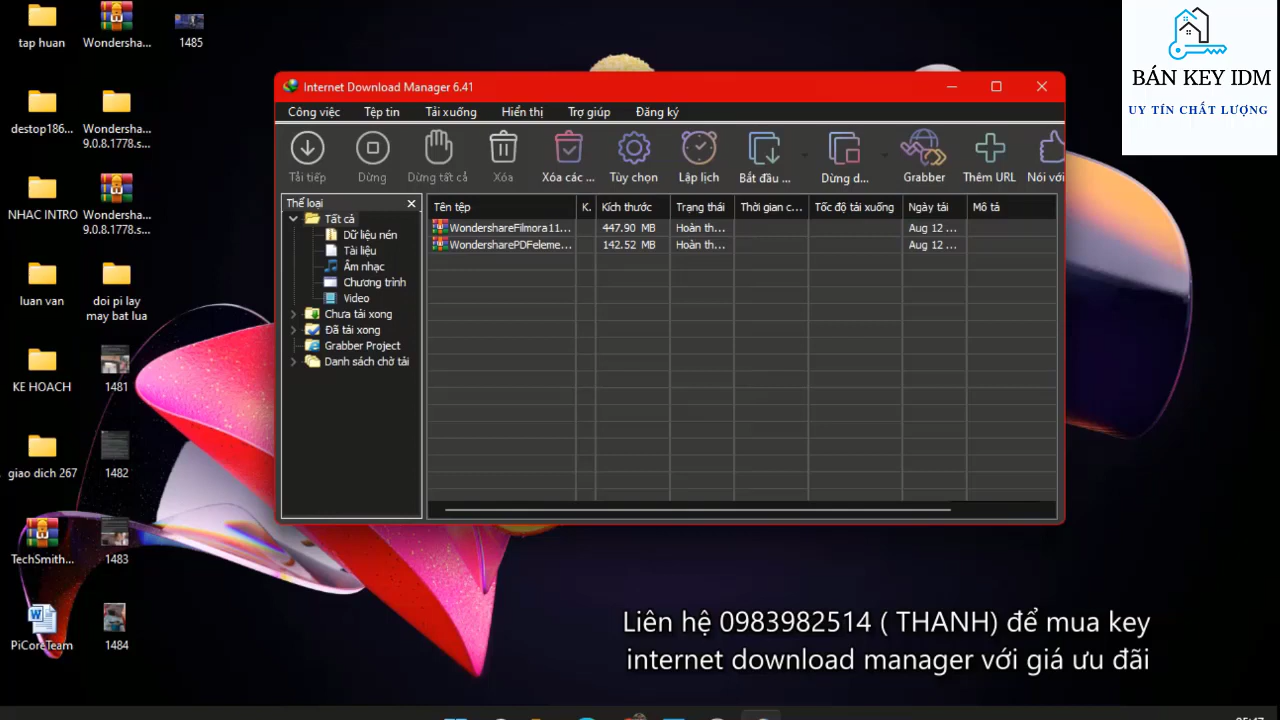 tap huan
Wondersha...
1485
destop186...
Wondersha...
9.0.8.1778.s...
NHAC INTRO
Wondersha...
9.0.8.1778.s...
luan van
doi pi lay
may bat lua
KE HOACH
1481
giao dich 267
1482
TechSmith...
1483
PiCoreTeam
1484
BÁN KEY IDM
UY TÍN CHẤT LƯỢNG
Internet Download Manager 6.41
Công việc Tệp tin Tải xuống Hiển thị Trợ giúp Đăng ký
Tải tiếp Dừng Dừng tất cả Xóa Xóa các ... Tùy chọn Lập lịch Bắt đầu ... Dừng d... Grabber Thêm URL Nói với
Thể loại
Tất cả
Dữ liệu nén
Tài liệu
Âm nhạc
Chương trình
Video
Chưa tải xong
Đã tải xong
Grabber Project
Danh sách chờ tải
Tên tệp K. Kích thước Trạng thái Thời gian c... Tốc độ tải xuống Ngày tải Mô tả
WondershareFilmora11... 447.90 MB Hoàn th... Aug 12 ...
WondersharePDFeleme... 142.52 MB Hoàn th... Aug 12 ...
Liên hệ 0983982514 ( THANH) để mua key
internet download manager với giá ưu đãi